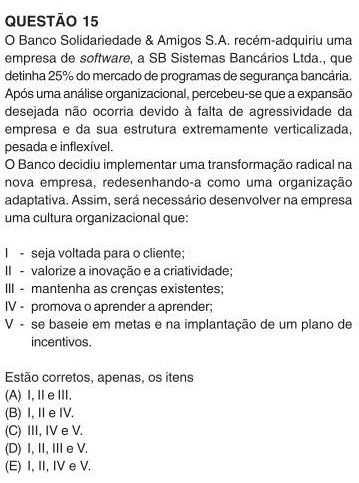 QUESTÃO 15
O Banco Solidariedade & Amigos S.A. recém-adquiriu uma
empresa de software, a SB Sistemas Bancários Ltda., que
detinha 25% do mercado de programas de segurança bancária.
Após uma análise organizacional, percebeu-se que a expansão
desejada não ocorria devido à falta de agressividade da
empresa e da sua estrutura extremamente verticalizada,
pesada e inflexível.
O Banco decidiu implementar uma transformação radical na
nova empresa, redesenhando-a como uma organização
adaptativa. Assim, será necessário desenvolver na empresa
uma cultura organizacional que:
I - seja voltada para o cliente;
II - valorize a inovação e a criatividade;
III - mantenha as crenças existentes;
IV - promova o aprender a aprender;
V - se baseie em metas e na implantação de um plano de
incentivos.
Estão corretos, apenas, os itens
(A) I, II e III.
(B) I, II e IV.
(C) III, IV e V.
(D) I, II, III e V.
(E) I, II, IV e V.